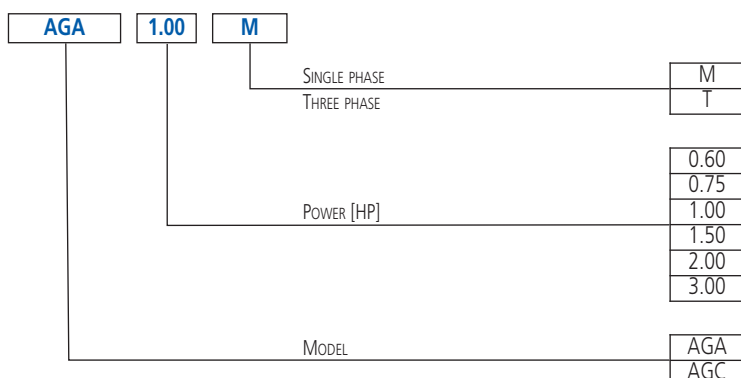 AGA 1.00 M
SINGLE PHASE M
THREE PHASE T
0.60
0.75
POWER [HP] 1.00
1.50
2.00
3.00
MODEL AGA
AGC